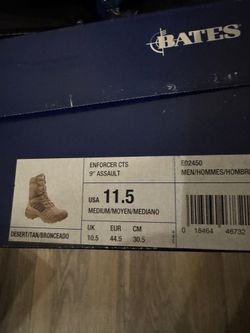 BATES
ENFORCER CTS
9" ASSAULT
E02450
MEN/HOMMES/HOMBRE
USA 11.5
MEDIUM/MOYEN/MEDIANO
UK EUR CM
10.5 44.5 30.5
DESERT/TAN/BRONCEADO
0 18464 46732